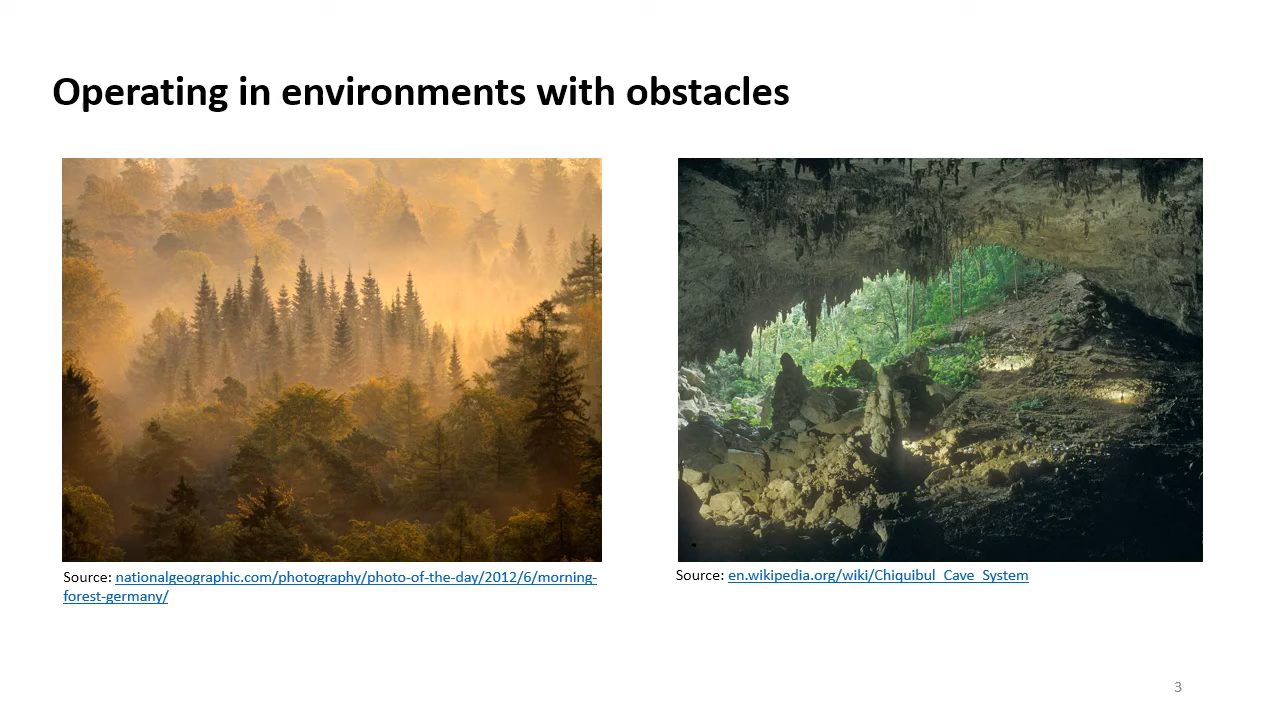 Operating in environments with obstacles
Source: nationalgeographic.com/photography/photo-of-the-day/2012/6/morning-
forest-germany/
Source: en.wikipedia.org/wiki/Chiquibul_Cave_System
3